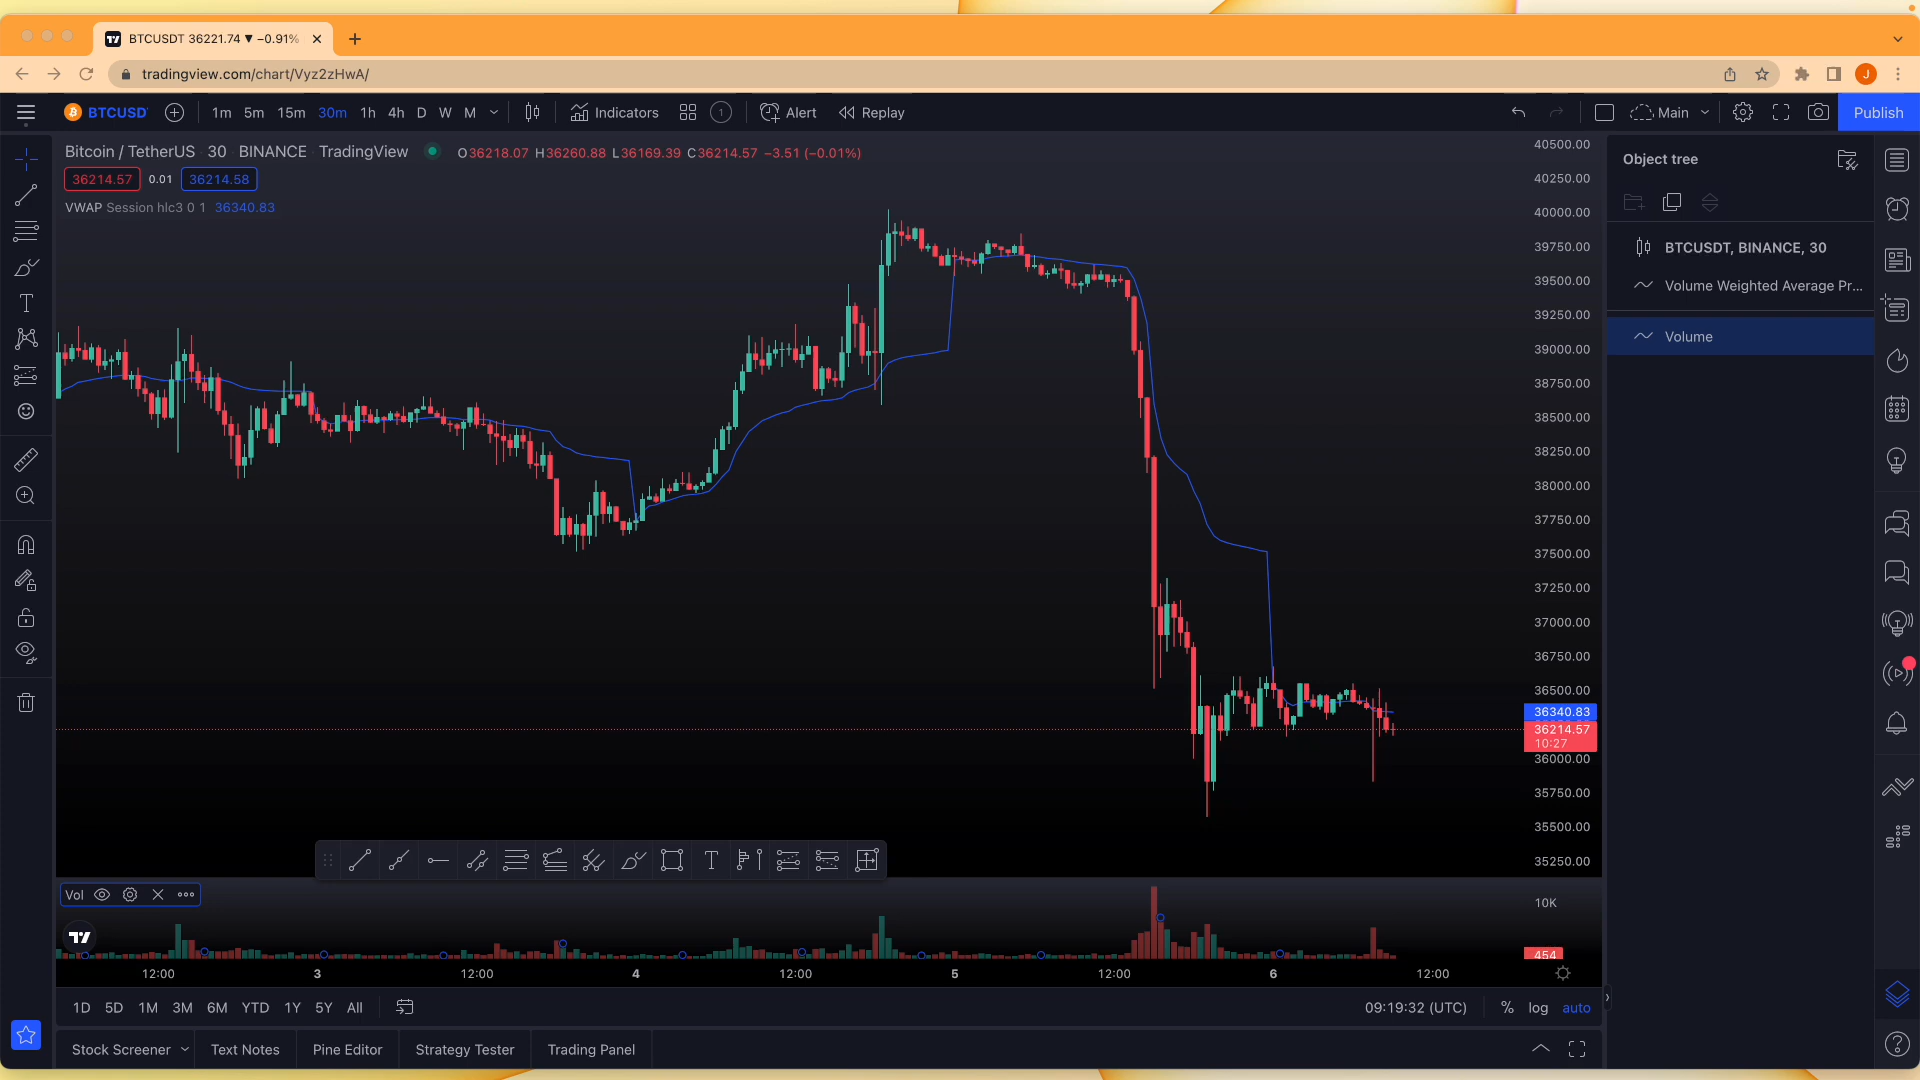 BTCUSDT 36221.74 ▼ −0.91%
tradingview.com/chart/Vyz2zHwA/
J
BTCUSD
1m 5m 15m 30m 1h 4h D W M
Indicators
1
Alert
Replay
Main
Publish
Bitcoin / TetherUS 30 BINANCE TradingView
O36218.07 H36260.88 L36169.39 C36214.57 −3.51 (−0.01%)
36214.57 0.01 36214.58
VWAP Session hlc3 0 1 36340.83
40500.00
40250.00
40000.00
39750.00
39500.00
39250.00
39000.00
38750.00
38500.00
38250.00
38000.00
37750.00
37500.00
37250.00
37000.00
36750.00
36500.00
36340.83
36214.57
10:27
36000.00
35750.00
35500.00
35250.00
Object tree
BTCUSDT, BINANCE, 30
Volume Weighted Average Pr...
Volume
T
T
Vol
10K
454
12:00 3 12:00 4 12:00 5 12:00 6 12:00
1D 5D 1M 3M 6M YTD 1Y 5Y All
09:19:32 (UTC)
% log auto
Stock Screener
Text Notes
Pine Editor
Strategy Tester
Trading Panel